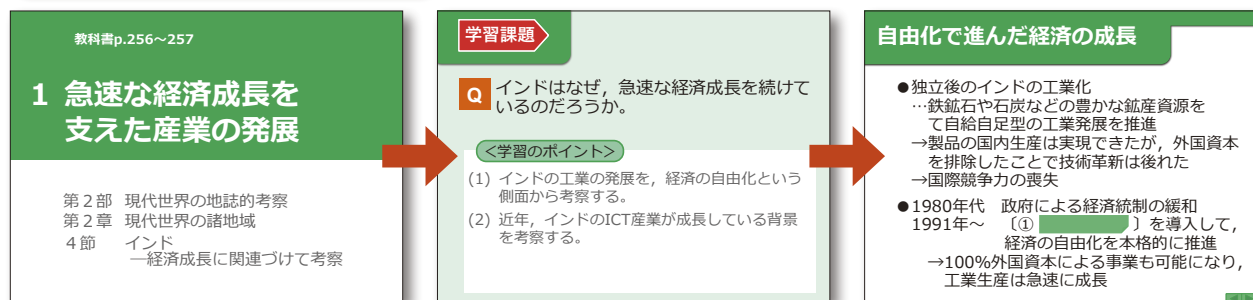 教科書p.256～257
1 急速な経済成長を
支えた産業の発展
第２部 現代世界の地誌的考察
第２章 現代世界の諸地域
４節 インド
―経済成長に関連づけて考察
学習課題
Q インドはなぜ，急速な経済成長を続けて
いるのだろうか。
＜学習のポイント＞
(1) インドの工業の発展を，経済の自由化という
側面から考察する。
(2) 近年，インドのICT産業が成長している背景
を考察する。
自由化で進んだ経済の成長
●独立後のインドの工業化
…鉄鉱石や石炭などの豊かな鉱産資源を
て自給自足型の工業発展を推進
→製品の国内生産は実現できたが，外国資本
を排除したことで技術革新は後れた
→国際競争力の喪失
●1980年代 政府による経済統制の緩和
1991年～ 〔① 〕を導入して，
経済の自由化を本格的に推進
→100%外国資本による事業も可能になり，
工業生産は急速に成長